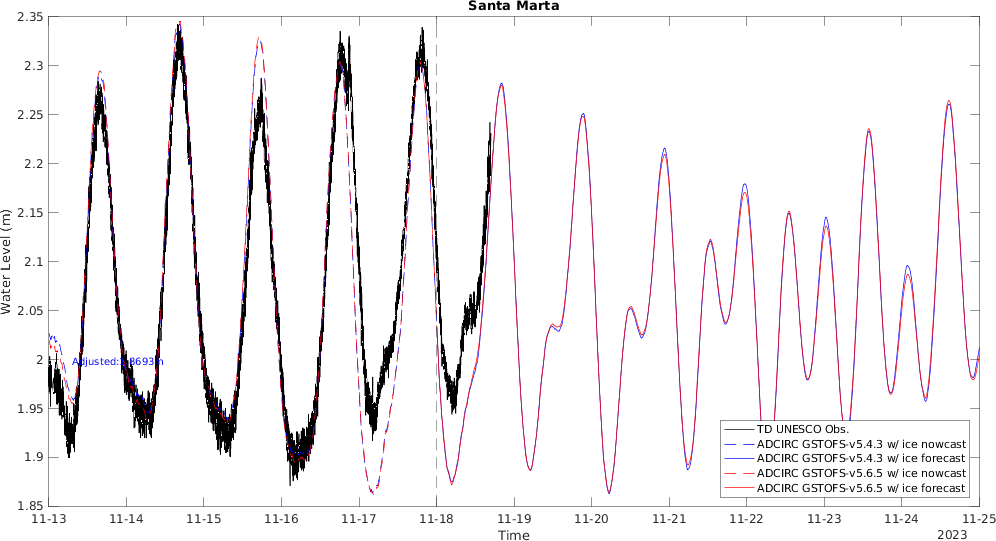 Santa Marta
Water Level (m)
2.35
2.3
2.25
2.2
2.15
2.1
2.05
2
1.95
1.9
1.85
TD UNESCO Obs.
ADCIRC GSTOFS-v5.4.3 w/ ice nowcast
ADCIRC GSTOFS-v5.4.3 w/ ice forecast
ADCIRC GSTOFS-v5.6.5 w/ ice nowcast
ADCIRC GSTOFS-v5.6.5 w/ ice forecast
11-13 11-14 11-15 11-16 11-17 11-18 11-19 11-20 11-21 11-22 11-23 11-24 11-25
Time
2023